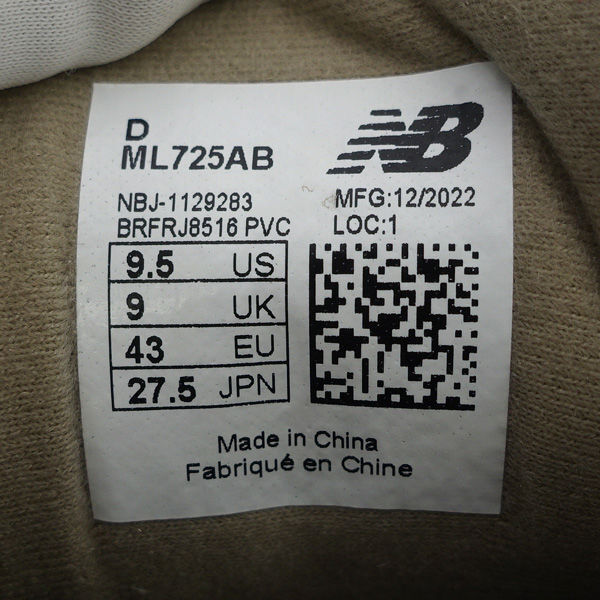 D
ML725AB
NB
NBJ-1129283
MFG:12/2022
BRFRJ8516 PVC
LOC:1
9.5 US
9 UK
43 EU
27.5 JPN
Made in China
Fabriqué en Chine